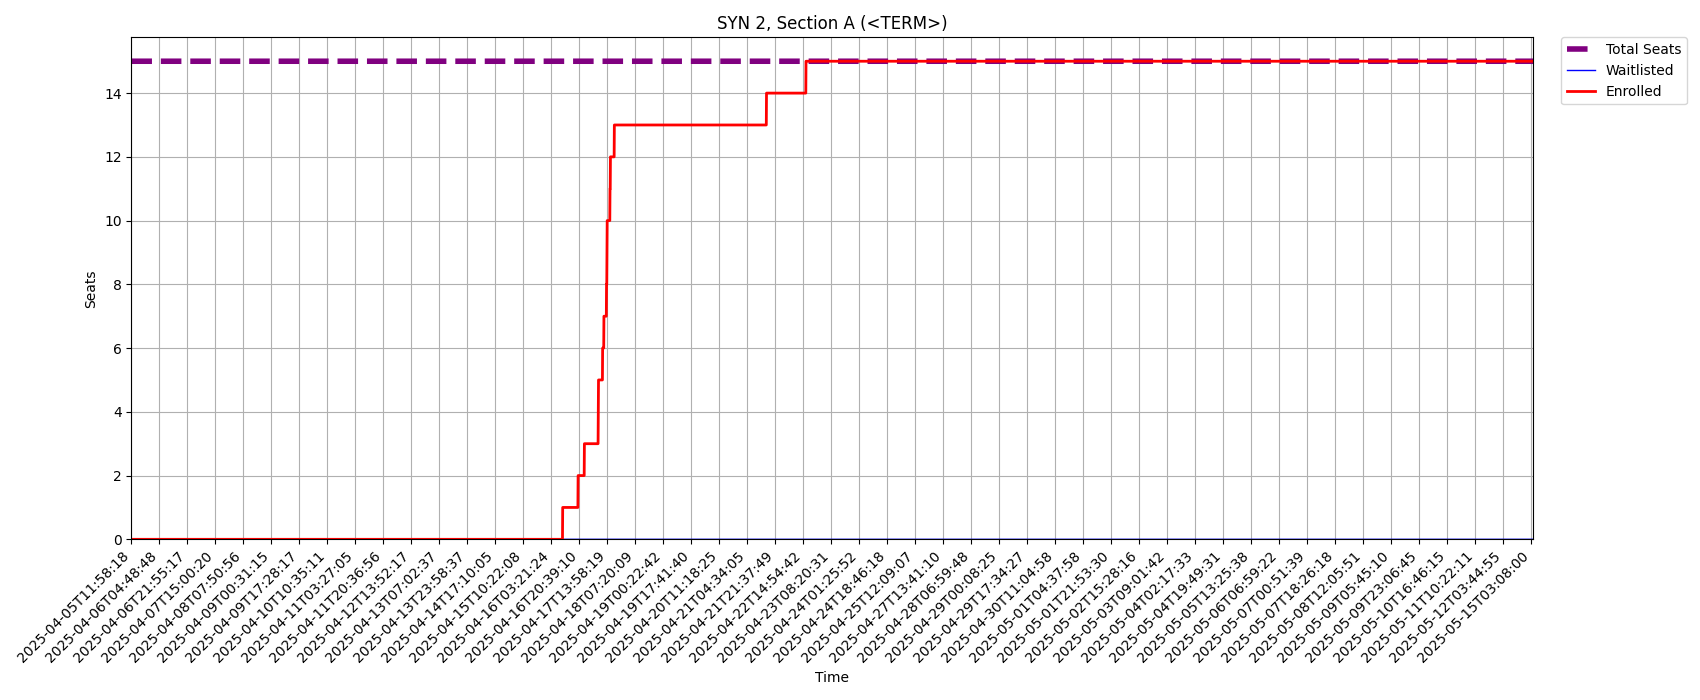 SYN 2, Section A (<TERM>)
Total Seats
Waitlisted
Enrolled
Seats
14
12
10
8
6
4
2
0
2025-04-05T11:58:18
2025-04-06T04:48:48
2025-04-06T21:55:17
2025-04-07T15:00:20
2025-04-08T07:50:56
2025-04-09T00:31:15
2025-04-09T17:28:17
2025-04-10T10:35:11
2025-04-11T03:27:05
2025-04-11T20:36:56
2025-04-12T13:52:17
2025-04-13T07:02:37
2025-04-13T23:58:37
2025-04-14T17:10:05
2025-04-15T10:22:08
2025-04-16T03:21:24
2025-04-16T20:39:10
2025-04-17T13:58:19
2025-04-18T07:20:09
2025-04-19T00:22:42
2025-04-19T17:41:40
2025-04-20T11:18:25
2025-04-21T04:34:05
2025-04-21T21:37:49
2025-04-22T14:54:42
2025-04-23T08:20:31
2025-04-24T01:25:52
2025-04-24T18:46:18
2025-04-25T12:09:07
2025-04-27T13:41:10
2025-04-28T06:59:48
2025-04-29T00:08:25
2025-04-29T17:34:27
2025-04-30T11:04:58
2025-05-01T04:37:58
2025-05-01T21:53:30
2025-05-02T15:28:16
2025-05-03T09:01:42
2025-05-04T02:17:33
2025-05-04T19:49:31
2025-05-05T13:25:38
2025-05-06T06:59:22
2025-05-07T00:51:39
2025-05-07T18:26:18
2025-05-08T12:05:51
2025-05-09T05:45:10
2025-05-09T23:06:45
2025-05-10T16:46:15
2025-05-11T10:22:11
2025-05-12T03:44:55
2025-05-15T03:08:00
Time